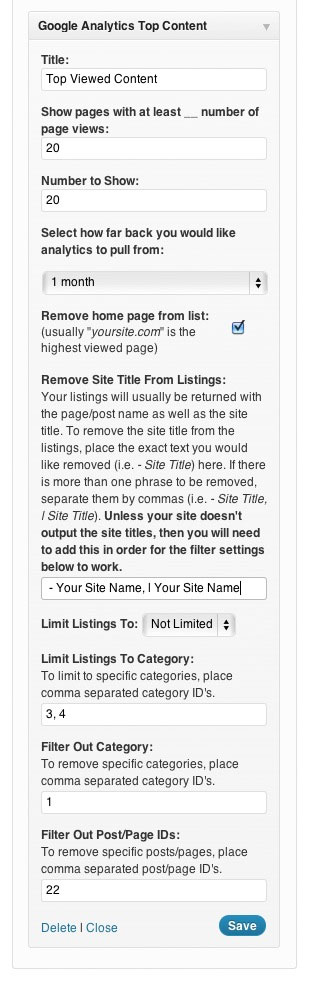 Google Analytics Top Content
Title:
Top Viewed Content
Show pages with at least __ number of
page views:
20
Number to Show:
20
Select how far back you would like
analytics to pull from:
1 month
Remove home page from list:
(usually "yoursite.com" is the
highest viewed page)
Remove Site Title From Listings:
Your listings will usually be returned with
the page/post name as well as the site
title. To remove the site title from the
listings, place the exact text you would
like removed (i.e. - Site Title) here. If there
is more than one phrase to be removed,
separate them by commas (i.e. - Site Title,
| Site Title). Unless your site doesn't
output the site titles, then you will need
to add this in order for the filter settings
below to work.
- Your Site Name, | Your Site Name
Limit Listings To: Not Limited
Limit Listings To Category:
To limit to specific categories, place
comma separated category ID's.
3, 4
Filter Out Category:
To remove specific categories, place
comma separated category ID's.
1
Filter Out Post/Page IDs:
To remove specific posts/pages, place
comma separated post/page ID's.
22
Delete | Close Save